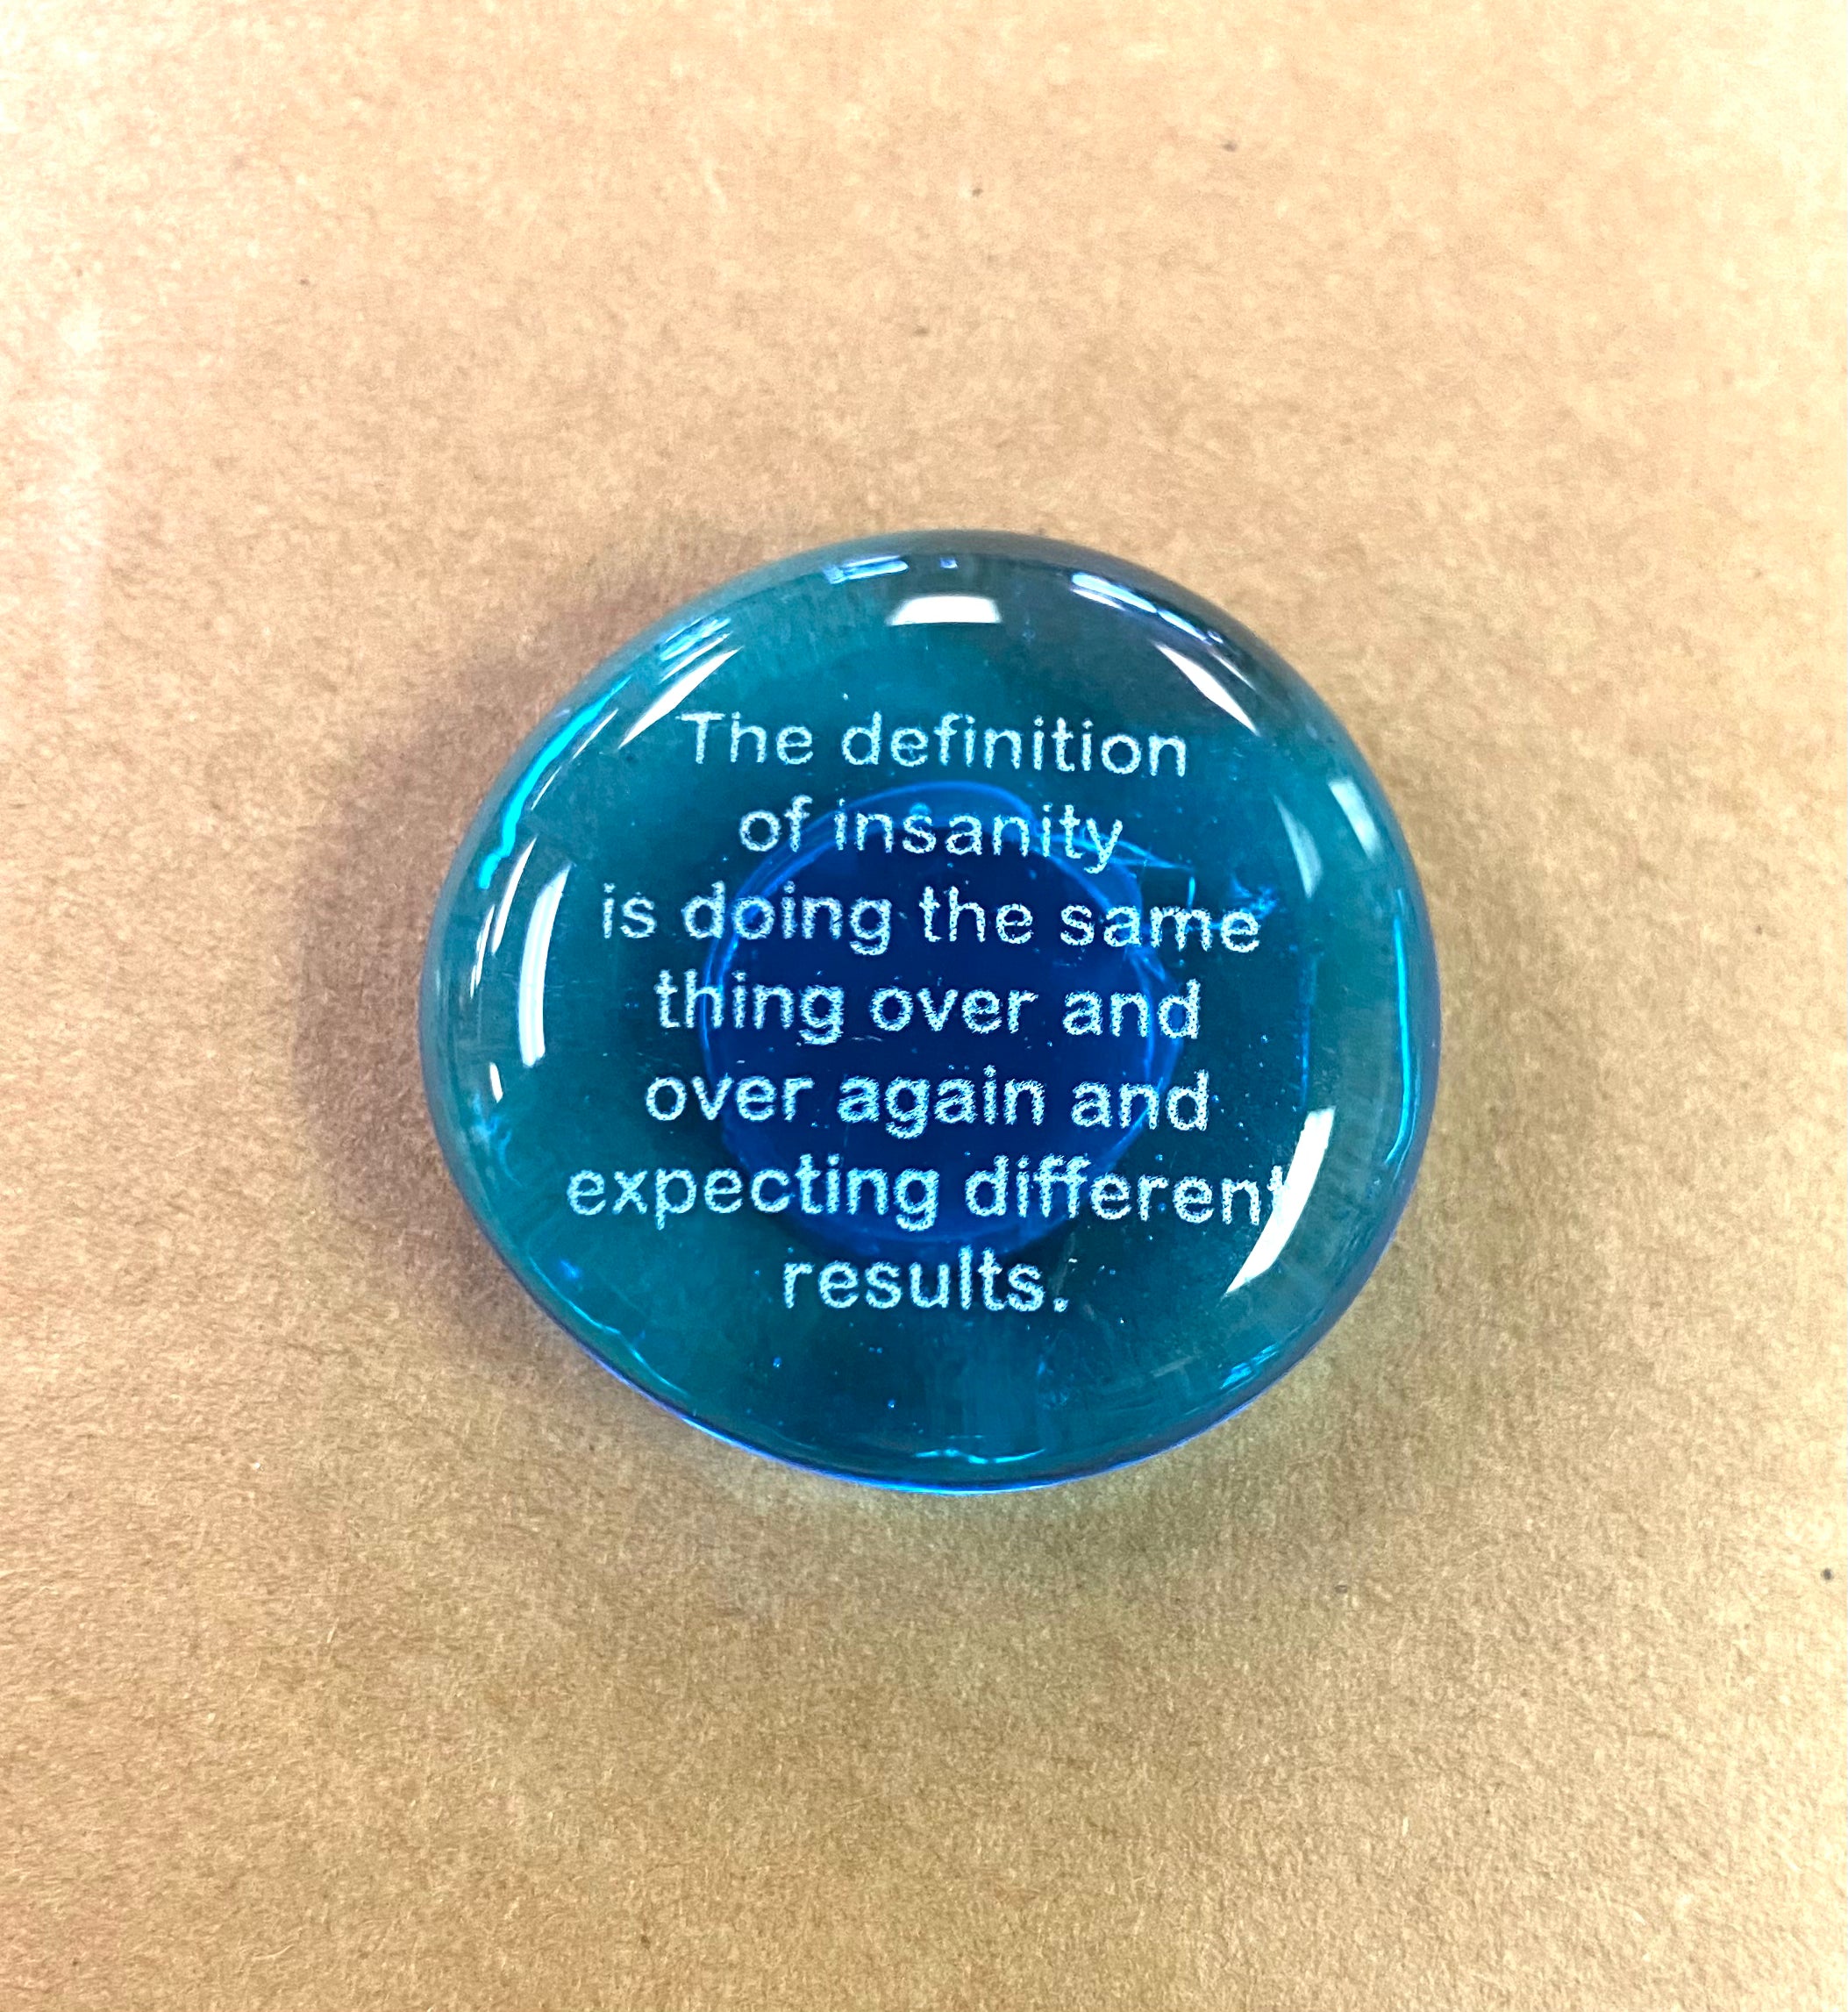 The definition
of insanity
is doing the same
thing over and
over again and
expecting different
results.